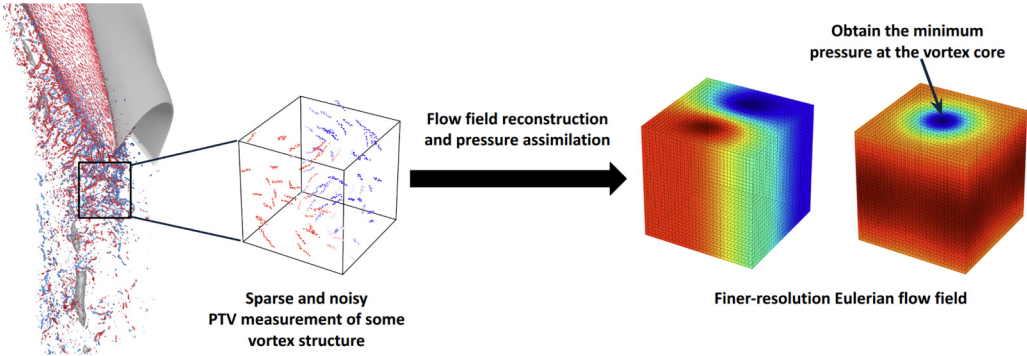 Obtain the minimum
pressure at the vortex core
Flow field reconstruction
and pressure assimilation
Sparse and noisy
PTV measurement of some
vortex structure
Finer-resolution Eulerian flow field